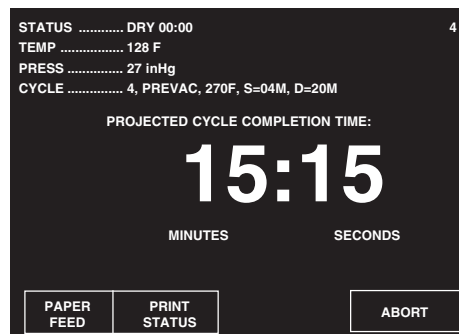 STATUS ............ DRY 00:00 4
TEMP ................. 128 F
PRESS ............... 27 inHg
CYCLE ............... 4, PREVAC, 270F, S=04M, D=20M
PROJECTED CYCLE COMPLETION TIME:
15:15
MINUTES SECONDS
PAPER FEED
PRINT STATUS
ABORT